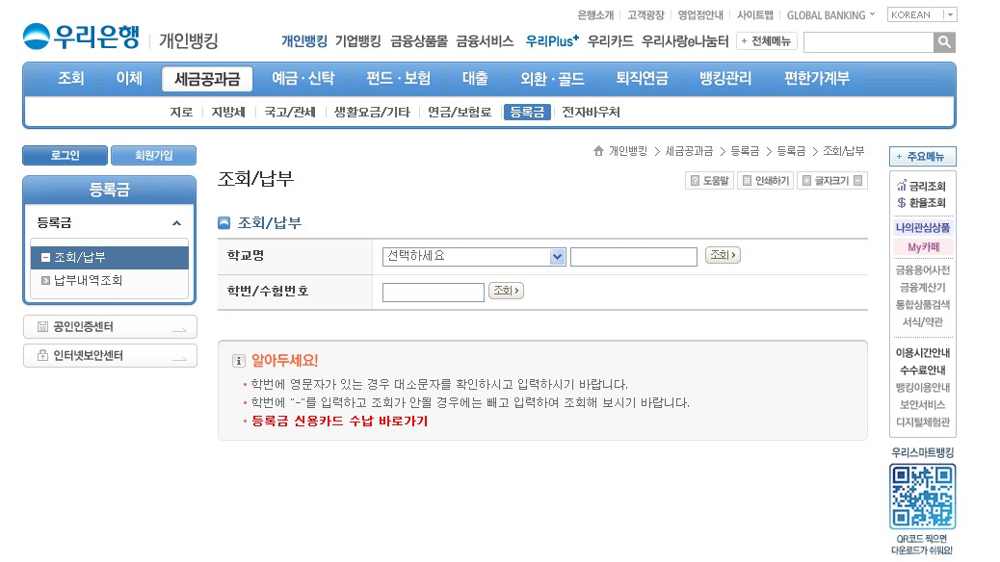 은행소개 고객광장 영업점안내 사이트맵 GLOBAL BANKING KOREAN
우리은행 개인뱅킹 개인뱅킹 기업뱅킹 금융상품몰 금융서비스 우리Plus+ 우리카드 우리사랑e나눔터 + 전체메뉴
조회 이체 세금공과금 예금·신탁 펀드·보험 대출 외환·골드 퇴직연금 뱅킹관리 편한가계부
지로 지방세 국고/관세 생활요금/기타 연금/보험료 등록금 전자바우처
로그인 회원가입
등록금
등록금
조회/납부
납부내역조회
공인인증센터
인터넷보안센터
개인뱅킹 > 세금공과금 > 등록금 > 등록금 > 조회/납부
조회/납부
도움말 인쇄하기 글자크기
조회/납부
학교명 선택하세요 조회 >
학번/수험번호 조회 >
알아두세요!
• 학번에 영문자가 있는 경우 대소문자를 확인하시고 입력하시기 바랍니다.
• 학번에 "-"를 입력하고 조회가 안될 경우에는 빼고 입력하여 조회해 보시기 바랍니다.
• 등록금 신용카드 수납 바로가기
+ 주요메뉴
금리조회
$ 환율조회
나의관심상품
My카페
금융용어사전
금융계산기
통합상품검색
서식/약관
이용시간안내
수수료안내
뱅킹이용안내
보안서비스
디지털체험관
우리스마트뱅킹
QR코드 찍으면
다운로드가 쉬워요!